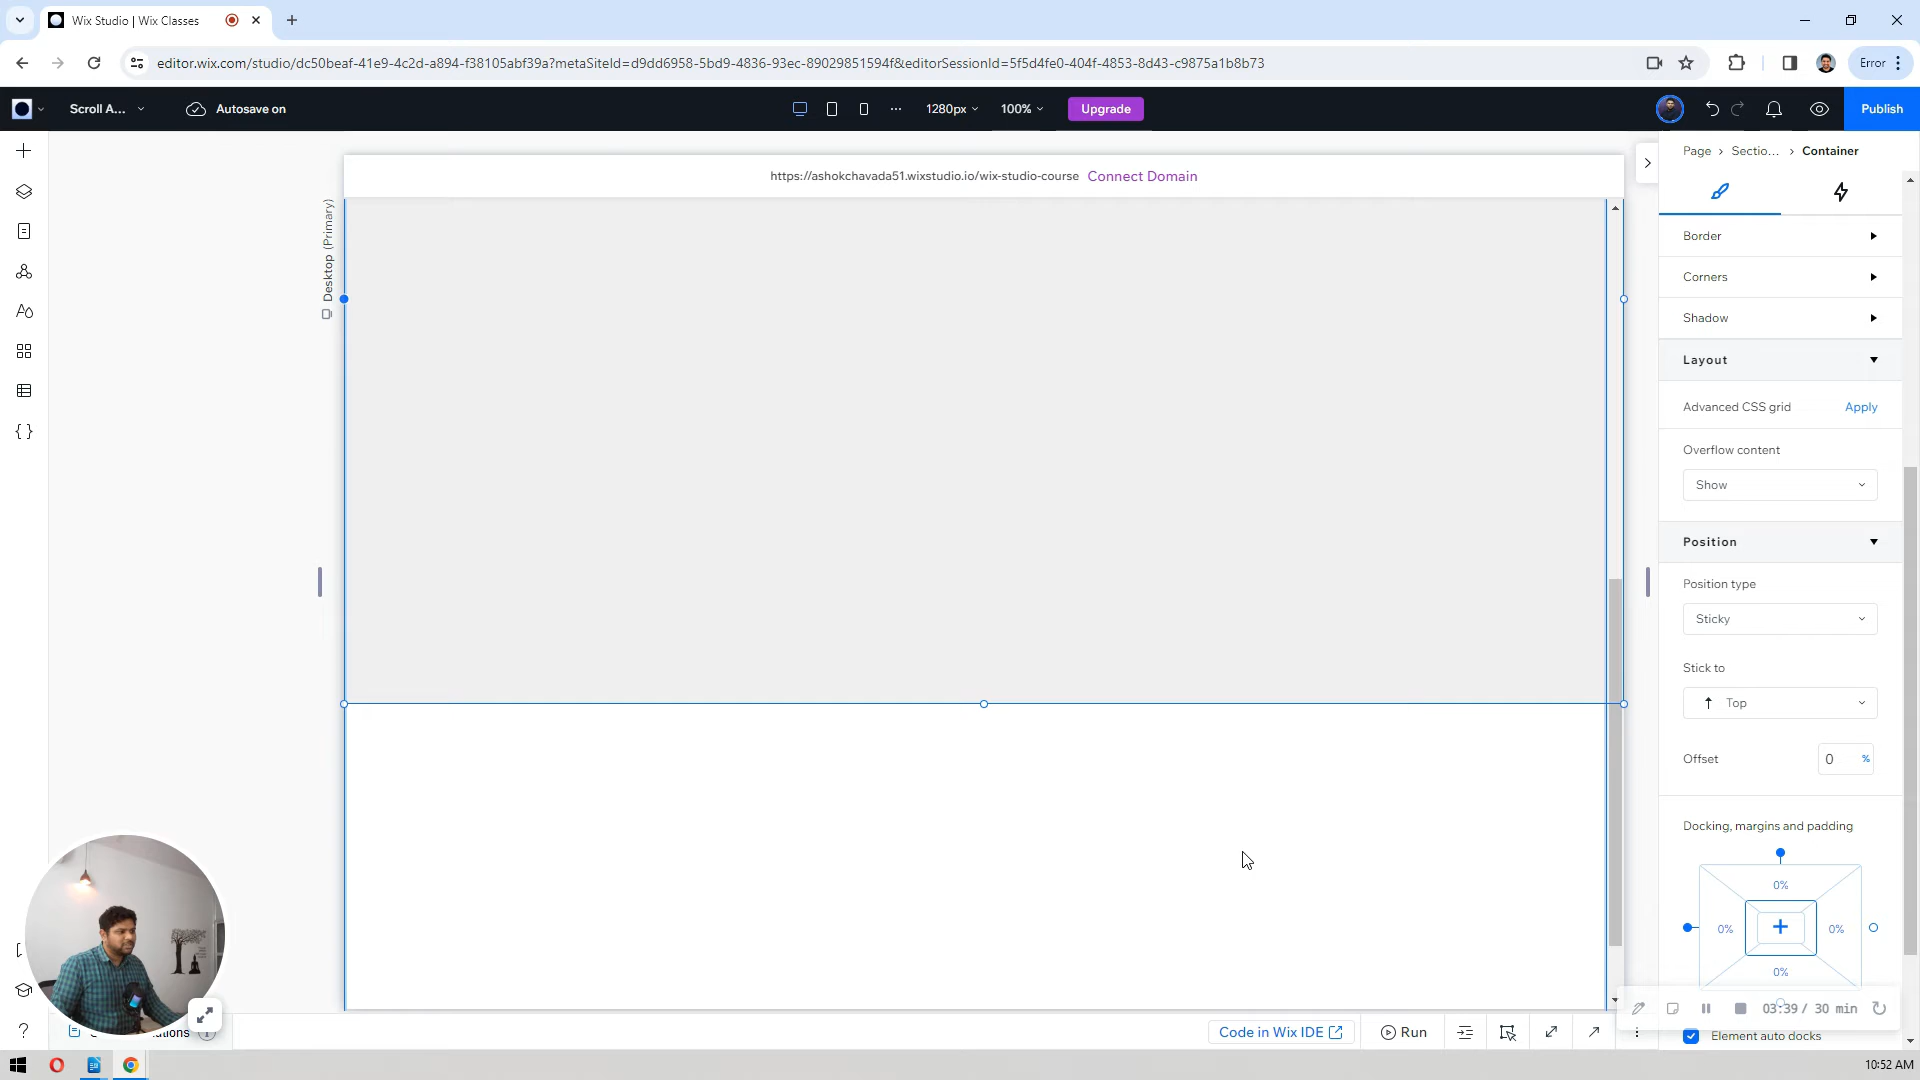 Wix Studio | Wix Classes
editor.wix.com/studio/dc50beaf-41e9-4c2d-a894-f38105abf39a?metaSiteId=d9dd6958-5bd9-4836-93ec-89029851594f&editorSessionId=5f5d4fe0-404f-4853-8d43-c9875a1b8b73
Error
Scroll A...
Autosave on
1280px
100%
Upgrade
Publish
Page > Sectio... > Container
https://ashokchavada51.wixstudio.io/wix-studio-course Connect Domain
Desktop (Primary)
Border
Corners
Shadow
Layout
Advanced CSS grid Apply
Overflow content
Show
Position
Position type
Sticky
Stick to
Top
Offset 0 %
Docking, margins and padding
0%
0% 0%
0%
03:39 / 30 min
Element auto docks
Code in Wix IDE
Run
10:52 AM